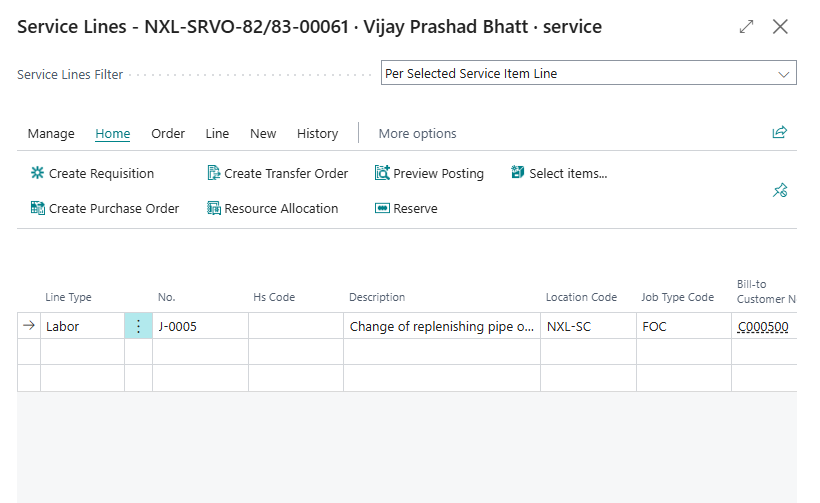 Service Lines - NXL-SRVO-82/83-00061 · Vijay Prashad Bhatt · service
Service Lines Filter
Per Selected Service Item Line
Manage Home Order Line New History More options
Create Requisition Create Transfer Order Preview Posting Select items...
Create Purchase Order Resource Allocation Reserve
Line Type No. Hs Code Description Location Code Job Type Code Bill-to
Customer N
Labor J-0005 Change of replenishing pipe o... NXL-SC FOC C000500